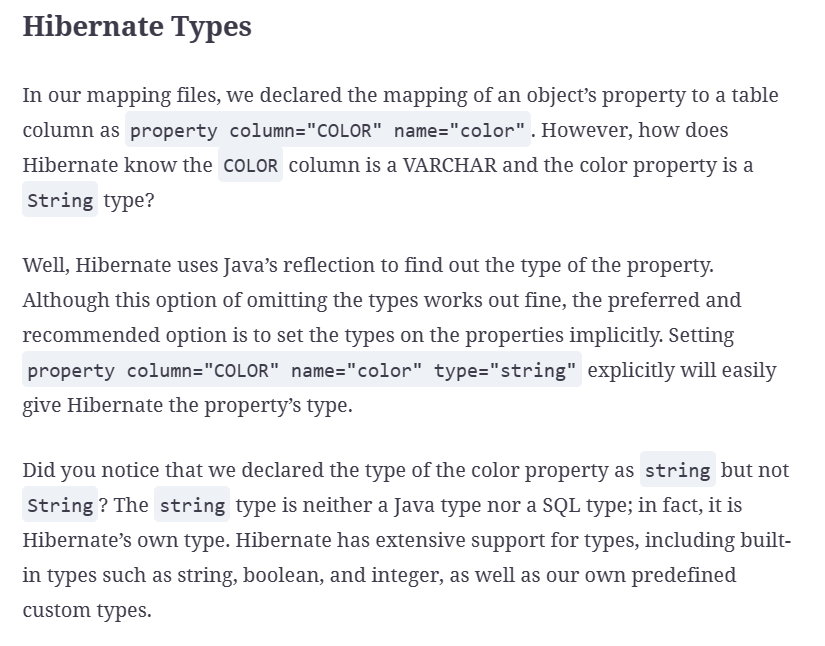 Hibernate Types
In our mapping files, we declared the mapping of an object’s property to a table
column as property column="COLOR" name="color". However, how does
Hibernate know the COLOR column is a VARCHAR and the color property is a
String type?
Well, Hibernate uses Java’s reflection to find out the type of the property.
Although this option of omitting the types works out fine, the preferred and
recommended option is to set the types on the properties implicitly. Setting
property column="COLOR" name="color" type="string" explicitly will easily
give Hibernate the property’s type.
Did you notice that we declared the type of the color property as string but not
String? The string type is neither a Java type nor a SQL type; in fact, it is
Hibernate’s own type. Hibernate has extensive support for types, including built-
in types such as string, boolean, and integer, as well as our own predefined
custom types.